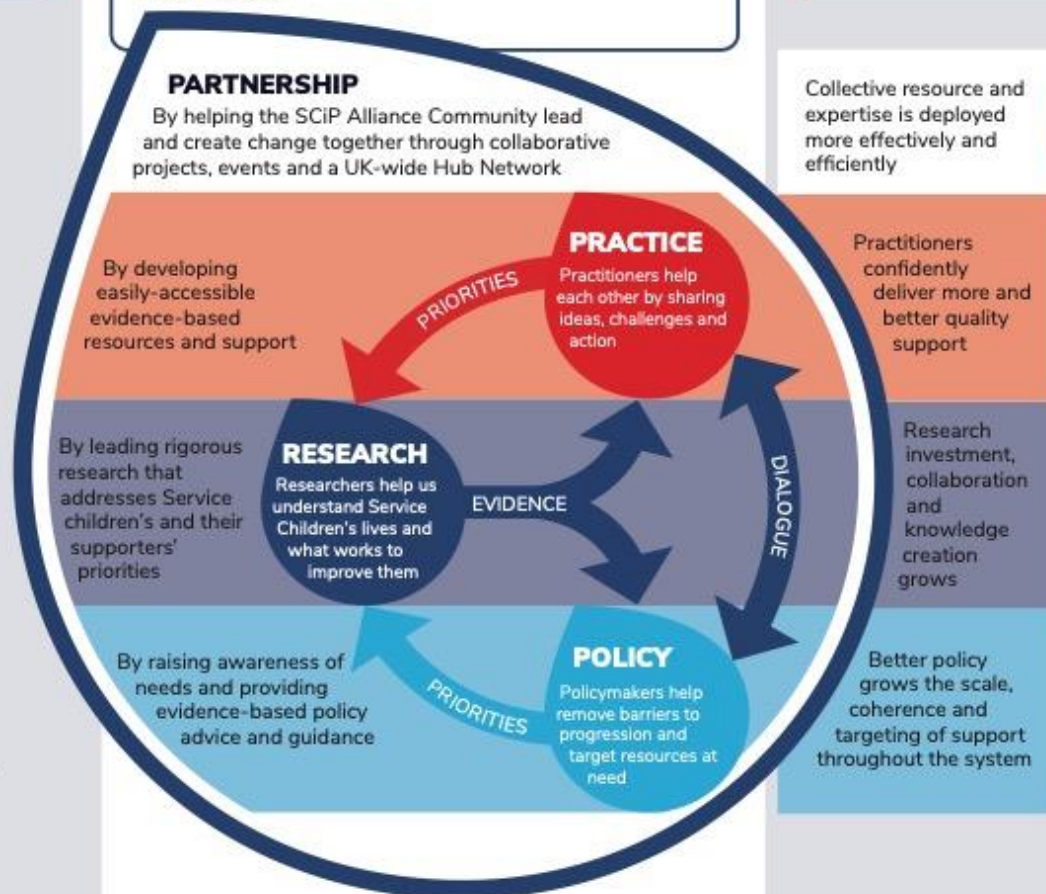 PARTNERSHIP
By helping the SCiP Alliance Community lead
and create change together through collaborative
projects, events and a UK-wide Hub Network
Collective resource and
expertise is deployed
more effectively and
efficiently
By developing
easily-accessible
evidence-based
resources and support
PRIORITIES
PRACTICE
Practitioners help
each other by sharing
ideas, challenges and
action
Practitioners
confidently
deliver more and
better quality
support
By leading rigorous
research that
addresses Service
children's and their
supporters'
priorities
RESEARCH
Researchers help us
understand Service
Children's lives and
what works to
improve them
EVIDENCE
DIALOGUE
Research
investment,
collaboration
and
knowledge
creation
grows
By raising awareness of
needs and providing
evidence-based policy
advice and guidance
PRIORITIES
POLICY
Policymakers help
remove barriers to
progression and
target resources at
need
Better policy
grows the scale,
coherence and
targeting of support
throughout the system